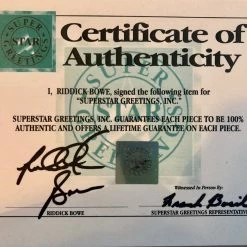 SUPER
STAR
GREETINGS
Certificate of
Authenticity
I, RIDDICK BOWE, signed the following item for
"SUPERSTAR GREETINGS, INC."
SUPERSTAR GREETINGS, INC. GUARANTEES EACH PIECE TO BE 100%
AUTHENTIC AND OFFERS A LIFETIME GUARANTEE ON EACH PIECE.
Witnessed in Person By:
RIDDICK BOWE
SUPERSTAR GREETINGS REPRESENTATIVE